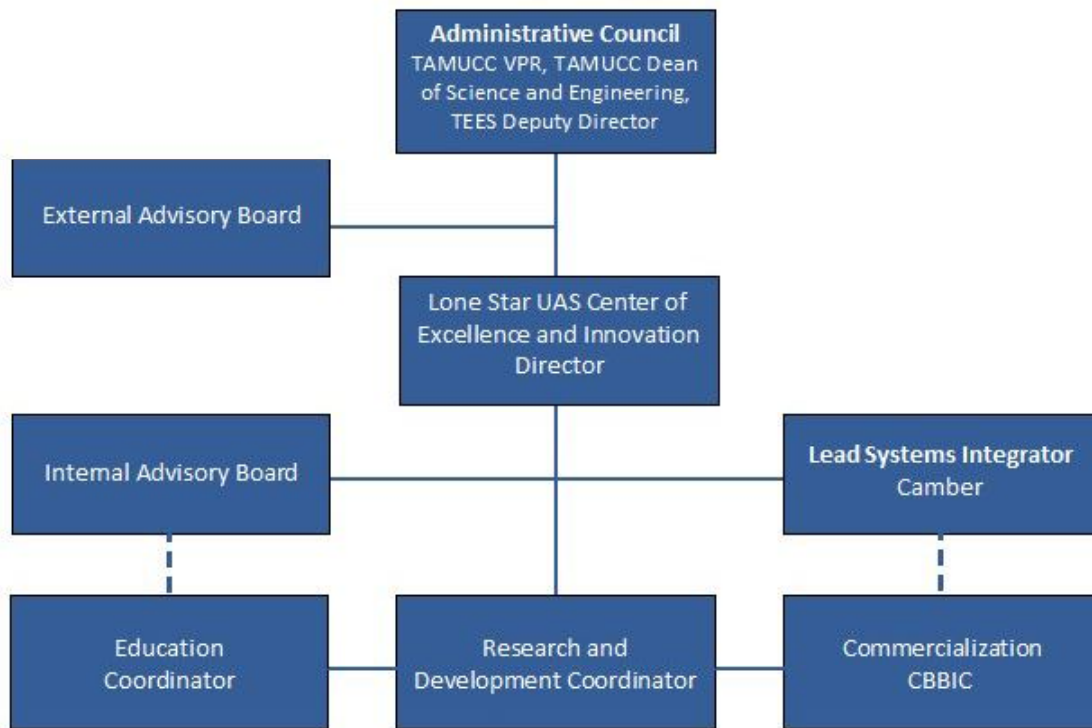 Administrative Council
TAMUCC VPR, TAMUCC Dean
of Science and Engineering,
TEES Deputy Director
External Advisory Board
Lone Star UAS Center of
Excellence and Innovation
Director
Internal Advisory Board
Lead Systems Integrator
Camber
Education
Coordinator
Research and
Development Coordinator
Commercialization
CBBIC